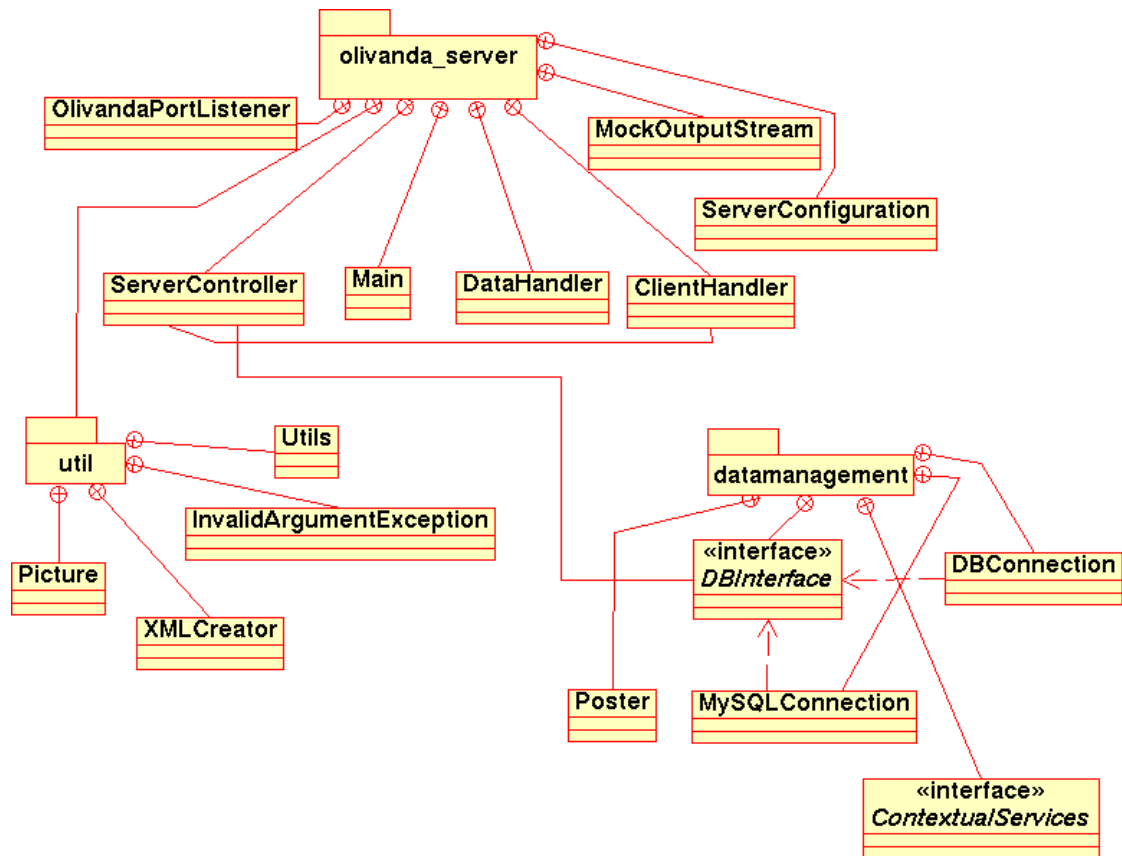 olivanda_server
OlivandaPortListener
MockOutputStream
ServerConfiguration
ServerController
Main
DataHandler
ClientHandler
util
Utils
InvalidArgumentException
Picture
XMLCreator
datamanagement
«interface»
DBInterface
DBConnection
Poster
MySQLConnection
«interface»
ContextualServices